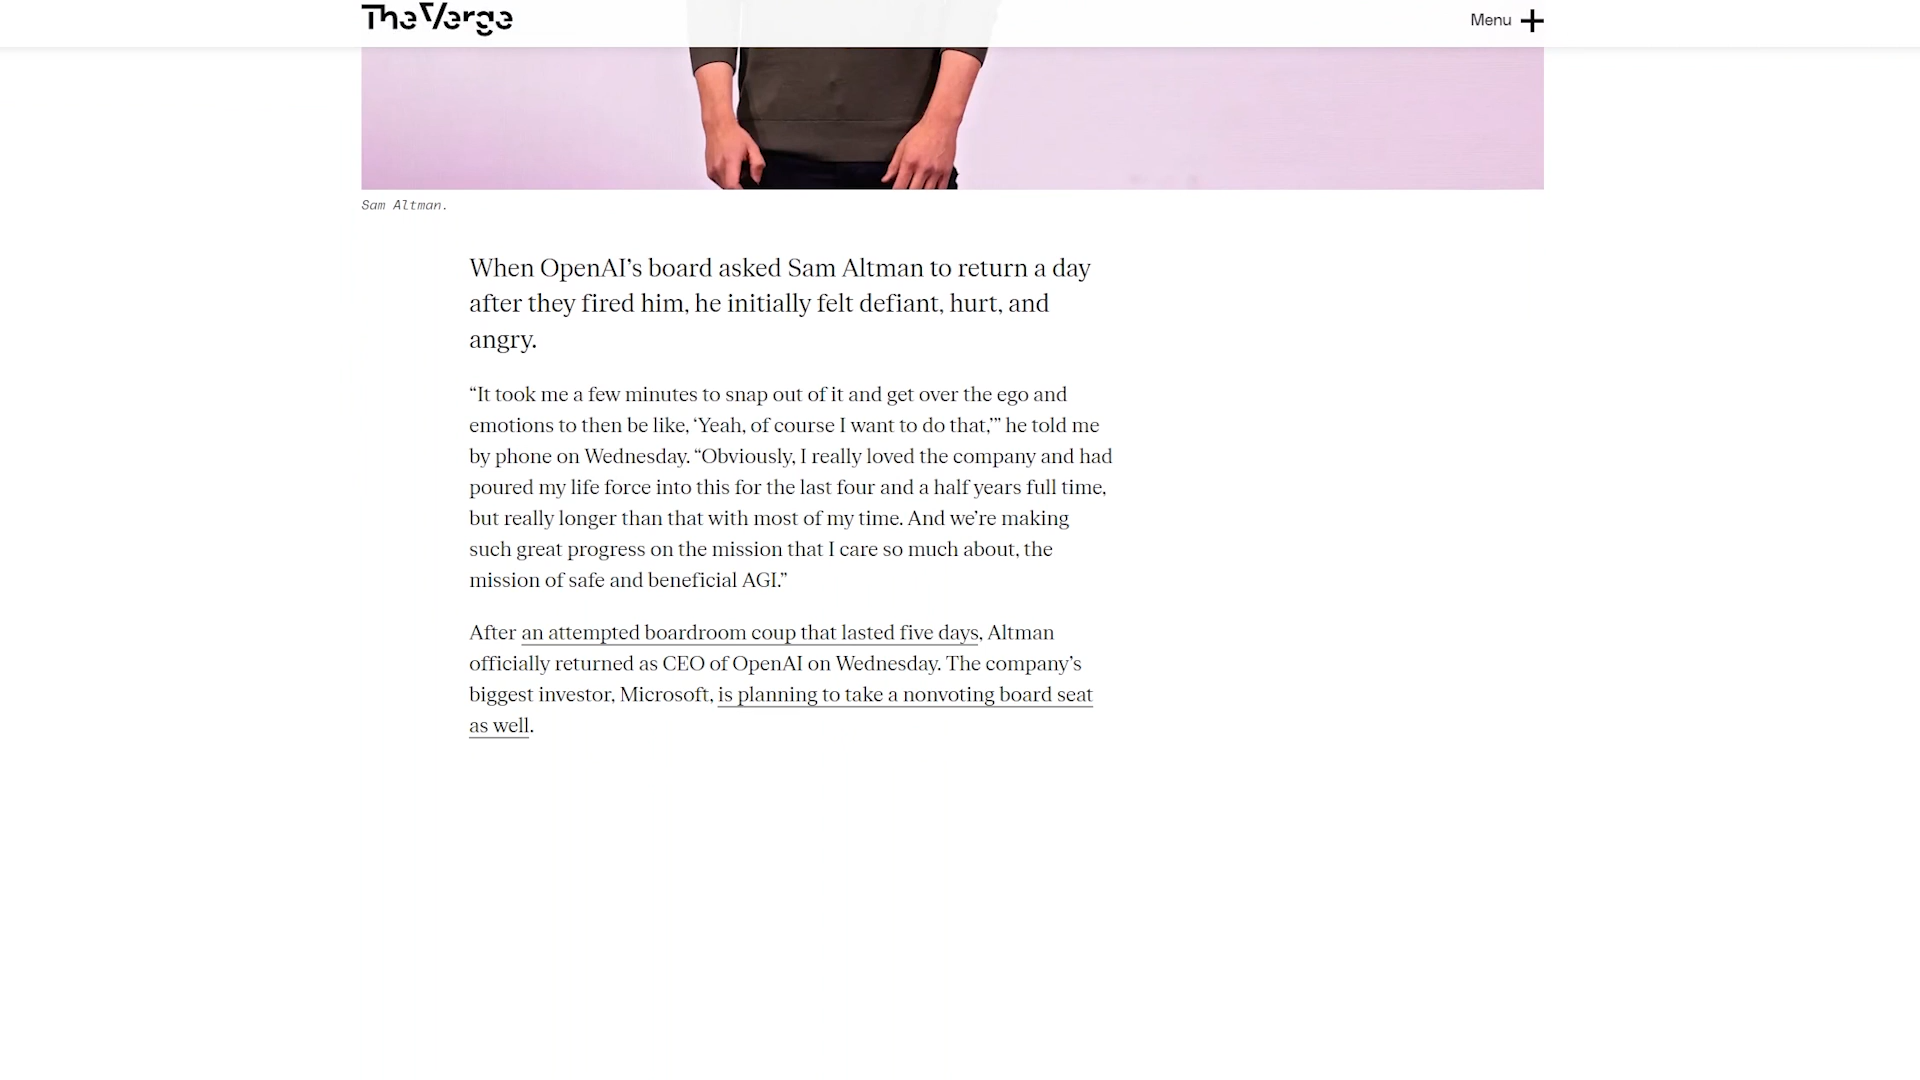 The Verge
Menu
Sam Altman.
When OpenAI’s board asked Sam Altman to return a day
after they fired him, he initially felt defiant, hurt, and
angry.
“It took me a few minutes to snap out of it and get over the ego and
emotions to then be like, ‘Yeah, of course I want to do that,’” he told me
by phone on Wednesday. “Obviously, I really loved the company and had
poured my life force into this for the last four and a half years full time,
but really longer than that with most of my time. And we’re making
such great progress on the mission that I care so much about, the
mission of safe and beneficial AGI.”
After an attempted boardroom coup that lasted five days, Altman
officially returned as CEO of OpenAI on Wednesday. The company’s
biggest investor, Microsoft, is planning to take a nonvoting board seat
as well.